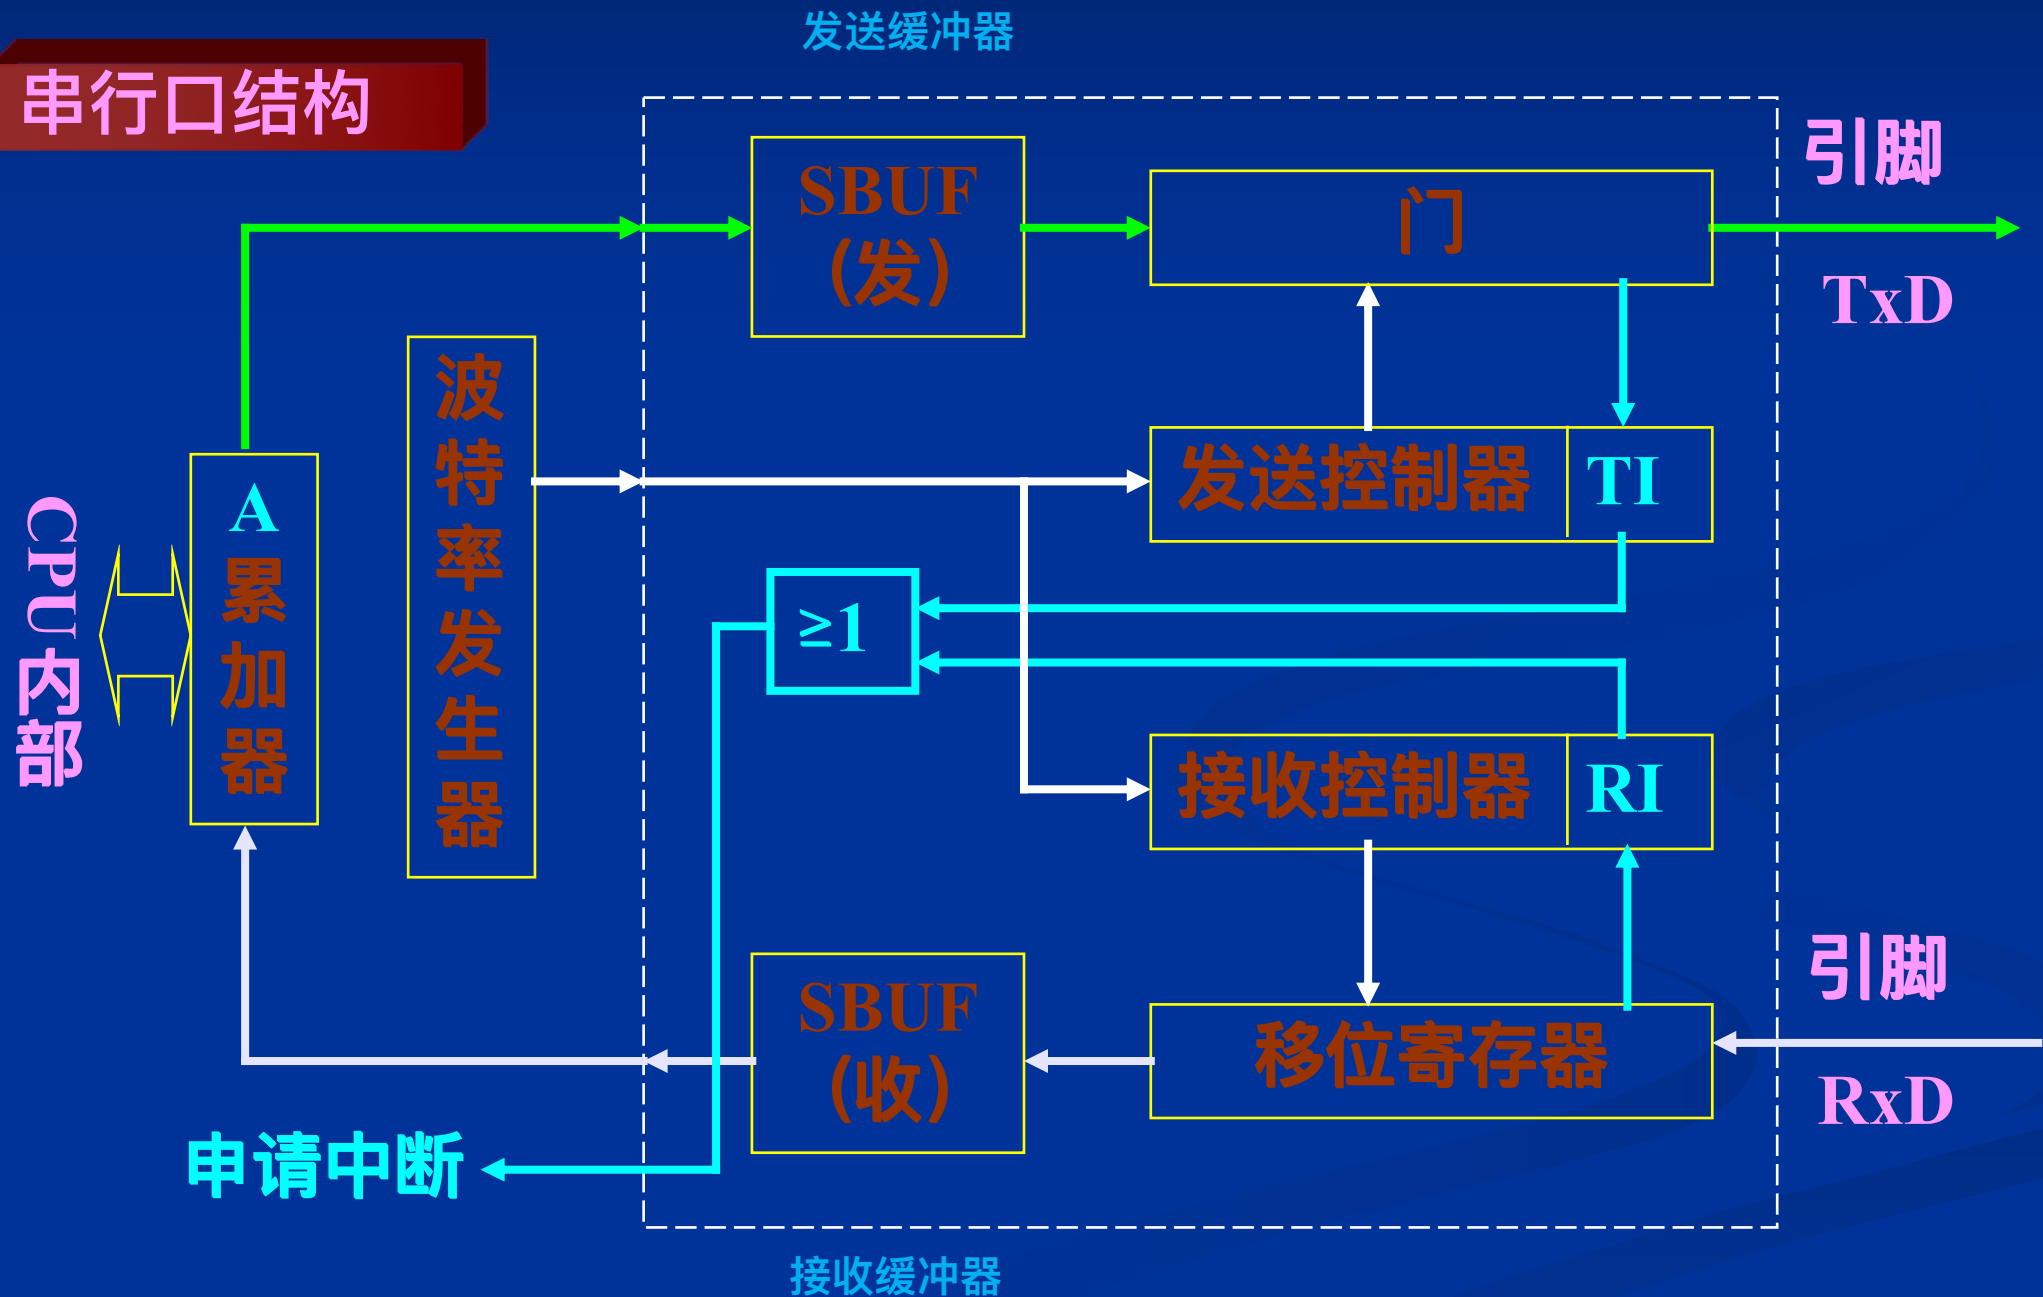 发送缓冲器
串行口结构
SBUF
（发）
门
引脚
TxD
波特率发生器
A
累加器
CPU内部
发送控制器
TI
≥1
接收控制器
RI
SBUF
（收）
移位寄存器
引脚
RxD
申请中断
接收缓冲器